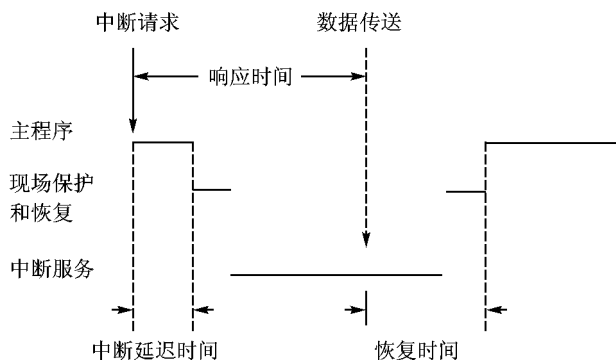 中断请求
数据传送
响应时间
主程序
现场保护
和恢复
中断服务
中断延迟时间
恢复时间